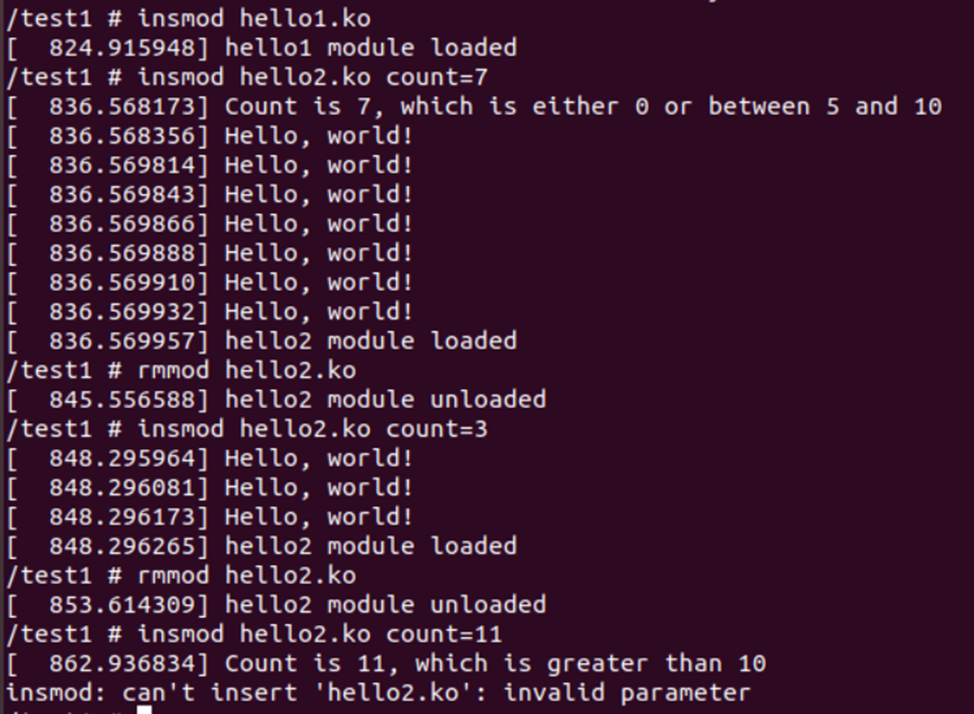 /test1 # insmod hello1.ko
[  824.915948] hello1 module loaded
/test1 # insmod hello2.ko count=7
[  836.568173] Count is 7, which is either 0 or between 5 and 10
[  836.568356] Hello, world!
[  836.569814] Hello, world!
[  836.569843] Hello, world!
[  836.569866] Hello, world!
[  836.569888] Hello, world!
[  836.569910] Hello, world!
[  836.569932] Hello, world!
[  836.569957] hello2 module loaded
/test1 # rmmod hello2.ko
[  845.556588] hello2 module unloaded
/test1 # insmod hello2.ko count=3
[  848.295964] Hello, world!
[  848.296081] Hello, world!
[  848.296173] Hello, world!
[  848.296265] hello2 module loaded
/test1 # rmmod hello2.ko
[  853.614309] hello2 module unloaded
/test1 # insmod hello2.ko count=11
[  862.936834] Count is 11, which is greater than 10
insmod: can't insert 'hello2.ko': invalid parameter